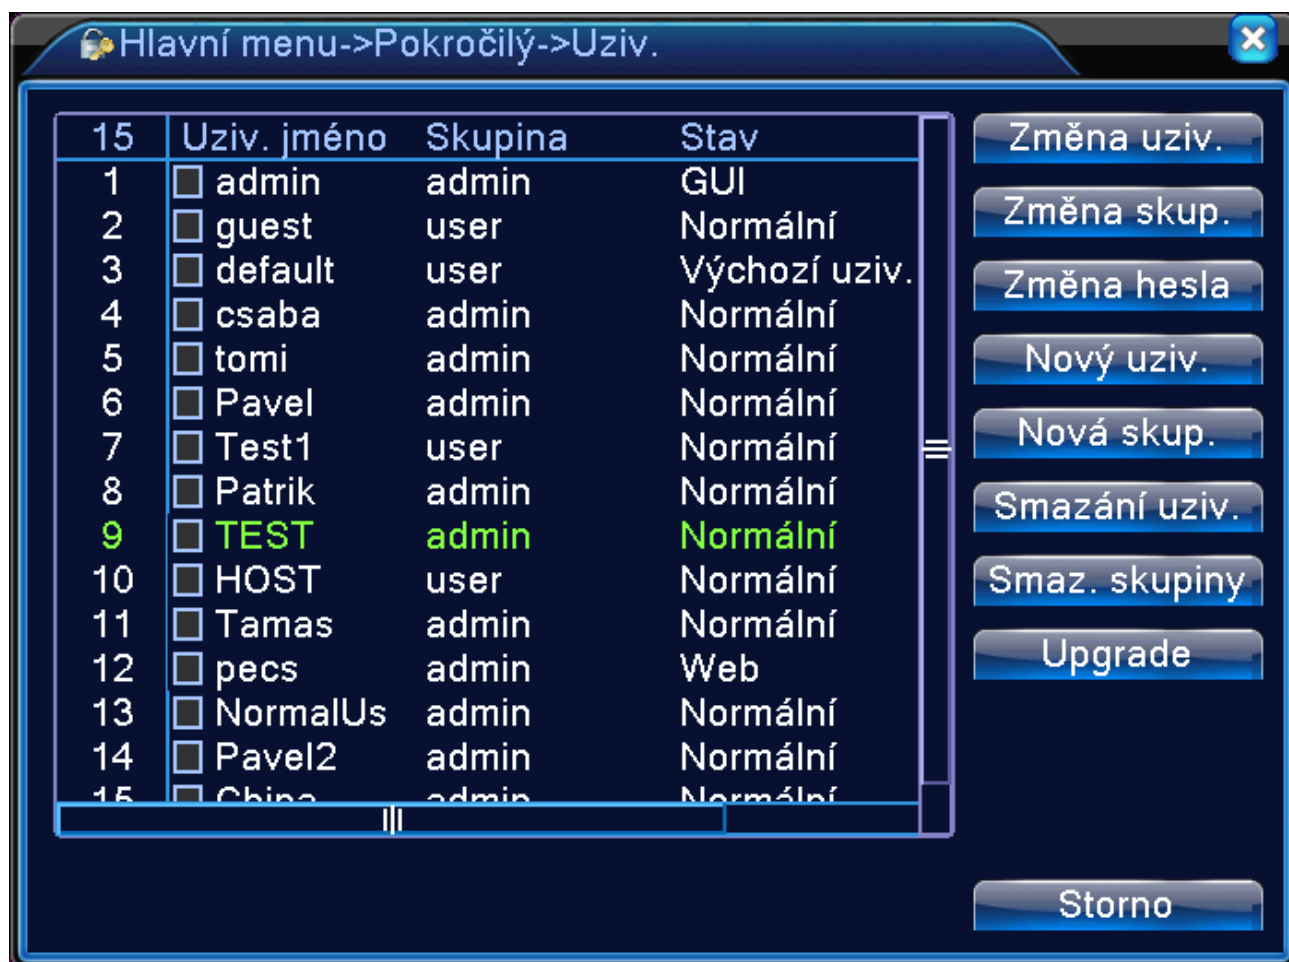 Hlavní menu->Pokročilý->Uziv.
15 Uziv. jméno Skupina Stav
1 admin admin GUI
2 guest user Normální
3 default user Výchozí uziv.
4 csaba admin Normální
5 tomi admin Normální
6 Pavel admin Normální
7 Test1 user Normální
8 Patrik admin Normální
9 TEST admin Normální
10 HOST user Normální
11 Tamas admin Normální
12 pecs admin Web
13 NormalUs admin Normální
14 Pavel2 admin Normální
15 China admin Normální
Změna uziv.
Změna skup.
Změna hesla
Nový uziv.
Nová skup.
Smazání uziv.
Smaz. skupiny
Upgrade
Storno